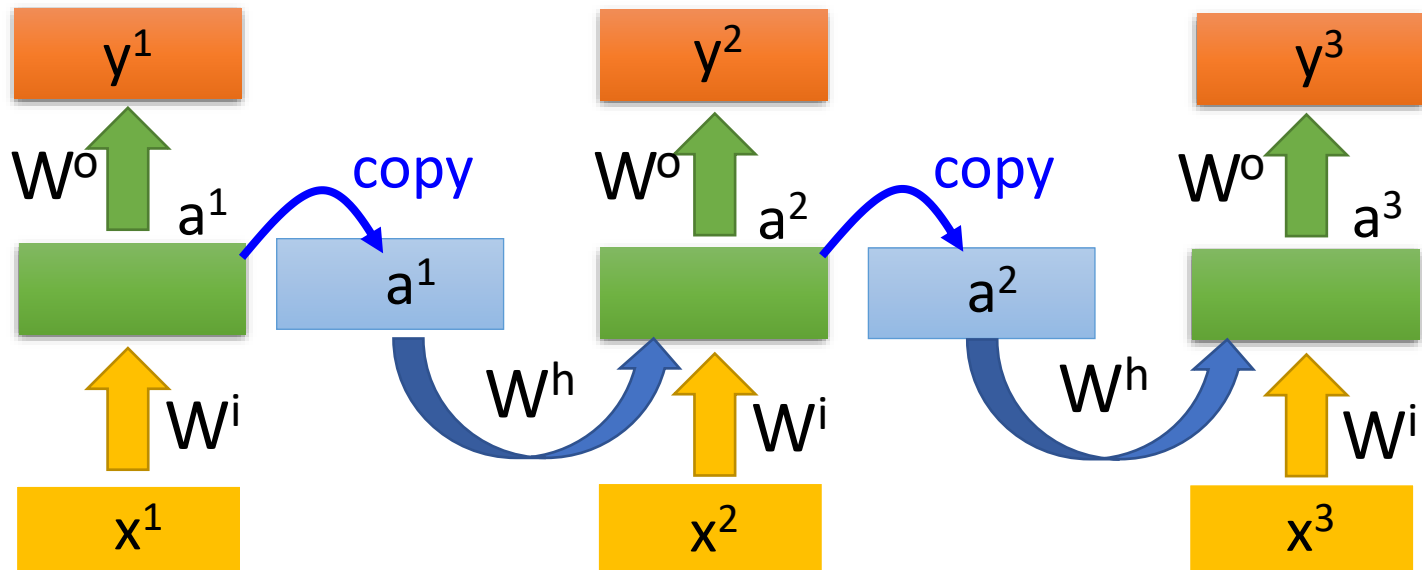 y¹ y² y³
Wᵒ copy Wᵒ copy Wᵒ
a¹ a² a³
a¹ a²
Wⁱ Wʰ Wⁱ Wʰ Wⁱ
x¹ x² x³